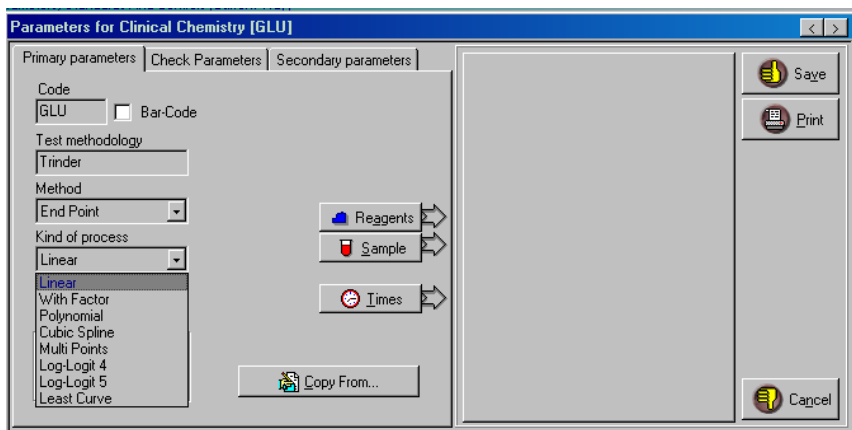 Parameters for Clinical Chemistry [GLU]
< >
Primary parameters
Check Parameters
Secondary parameters
Code
GLU
Bar-Code
Test methodology
Trinder
Method
End Point
Kind of process
Linear
Linear
With Factor
Polynomial
Cubic Spline
Multi Points
Log-Logit 4
Log-Logit 5
Least Curve
Reagents
Sample
Times
Copy From...
Save
Print
Cancel